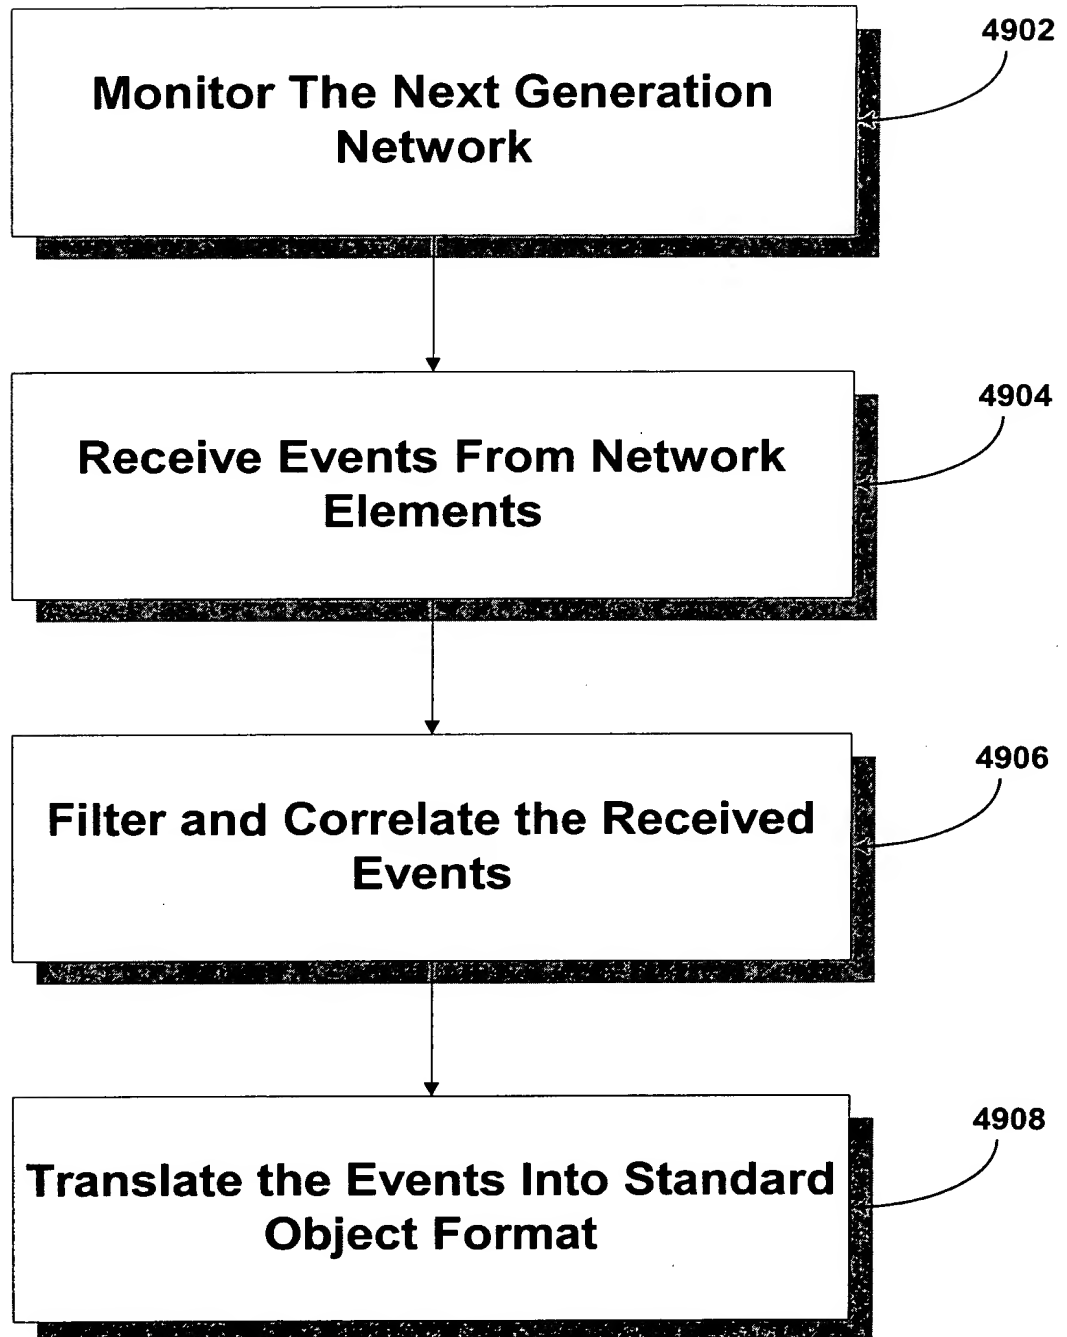 4902
Monitor The Next Generation
Network
4904
Receive Events From Network
Elements
4906
Filter and Correlate the Received
Events
4908
Translate the Events Into Standard
Object Format